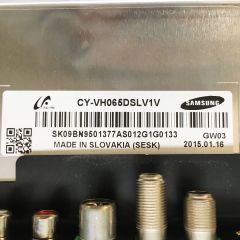 CY-VH065DSLV1V
SAMSUNG
SK09BN9501377AS012G1G0133
GW03
MADE IN SLOVAKIA (SESK)
2015.01.16